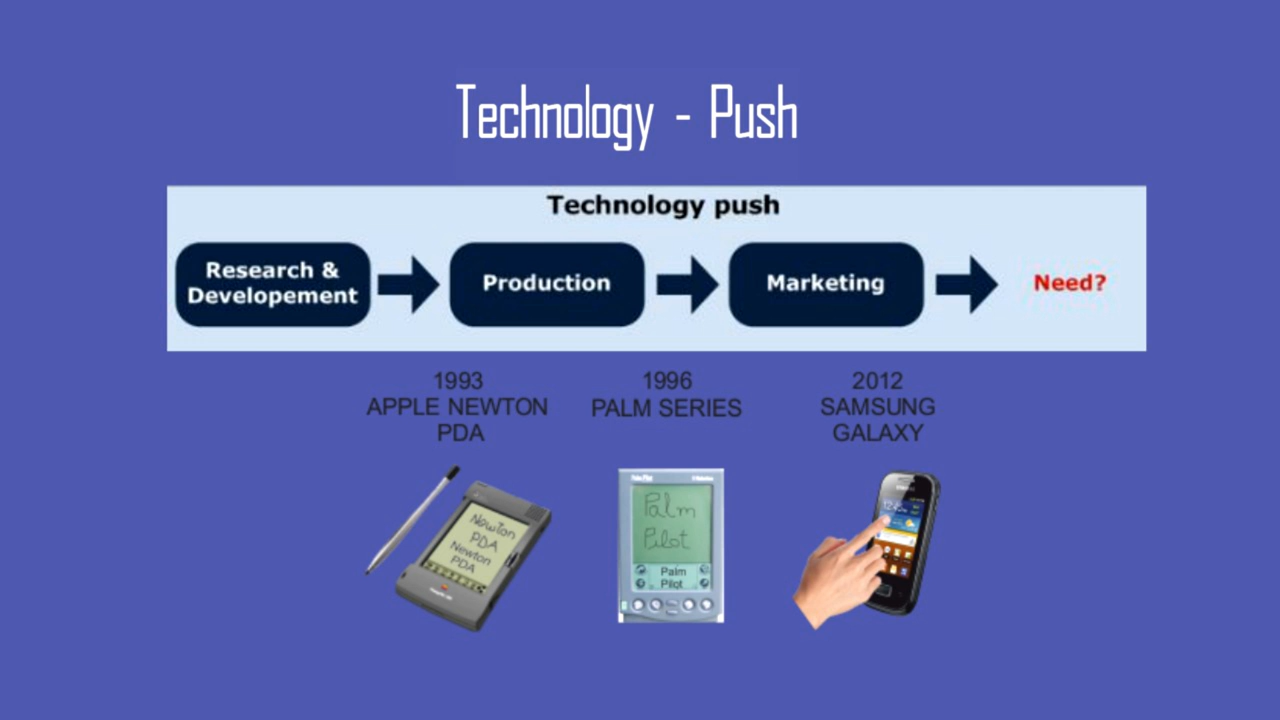 Technology - Push
Technology push
Research &
Developement
Production
Marketing
Need?
1993
APPLE NEWTON
PDA
1996
PALM SERIES
2012
SAMSUNG
GALAXY
NewTon
PDA
Newton
PDA
Palm
Pilot
Palm
Pilot
SAMSUNG